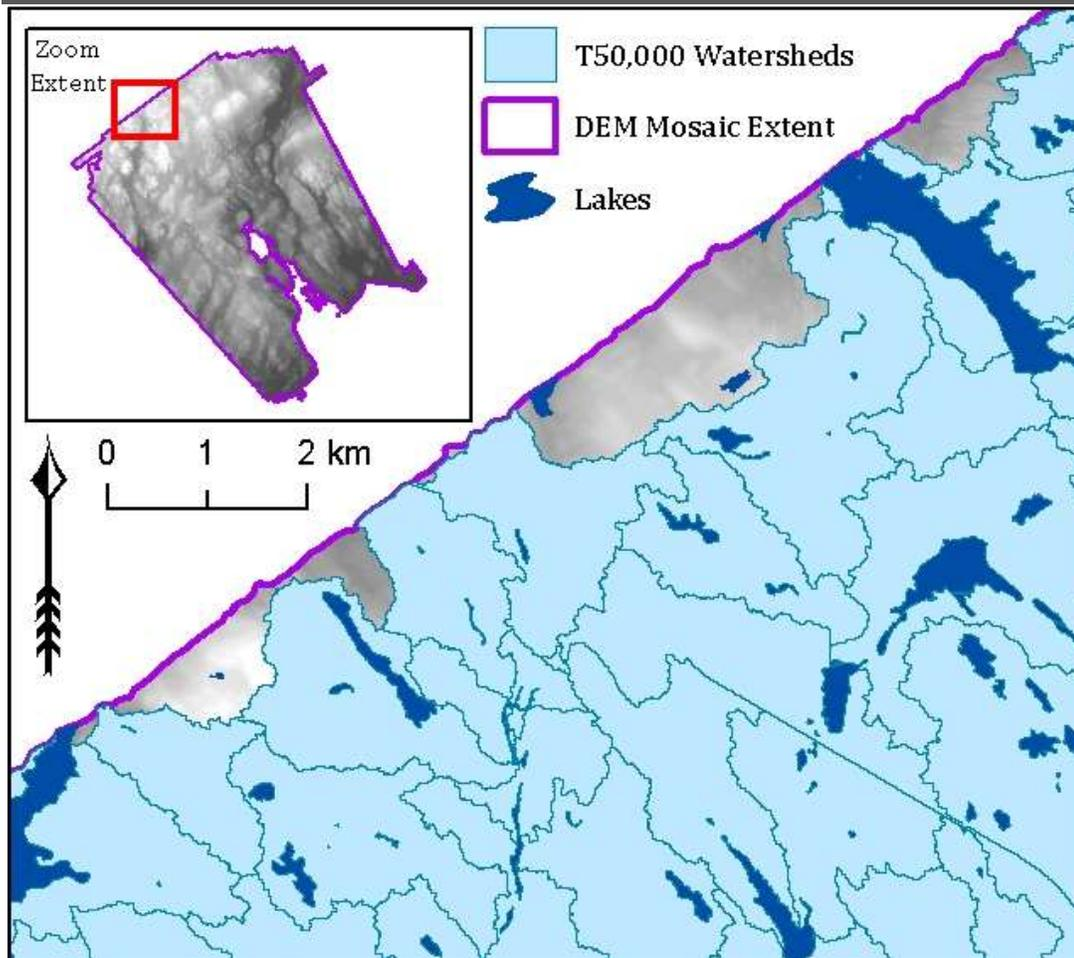 Zoom
Extent
T50,000 Watersheds
DEM Mosaic Extent
Lakes
0 1 2 km